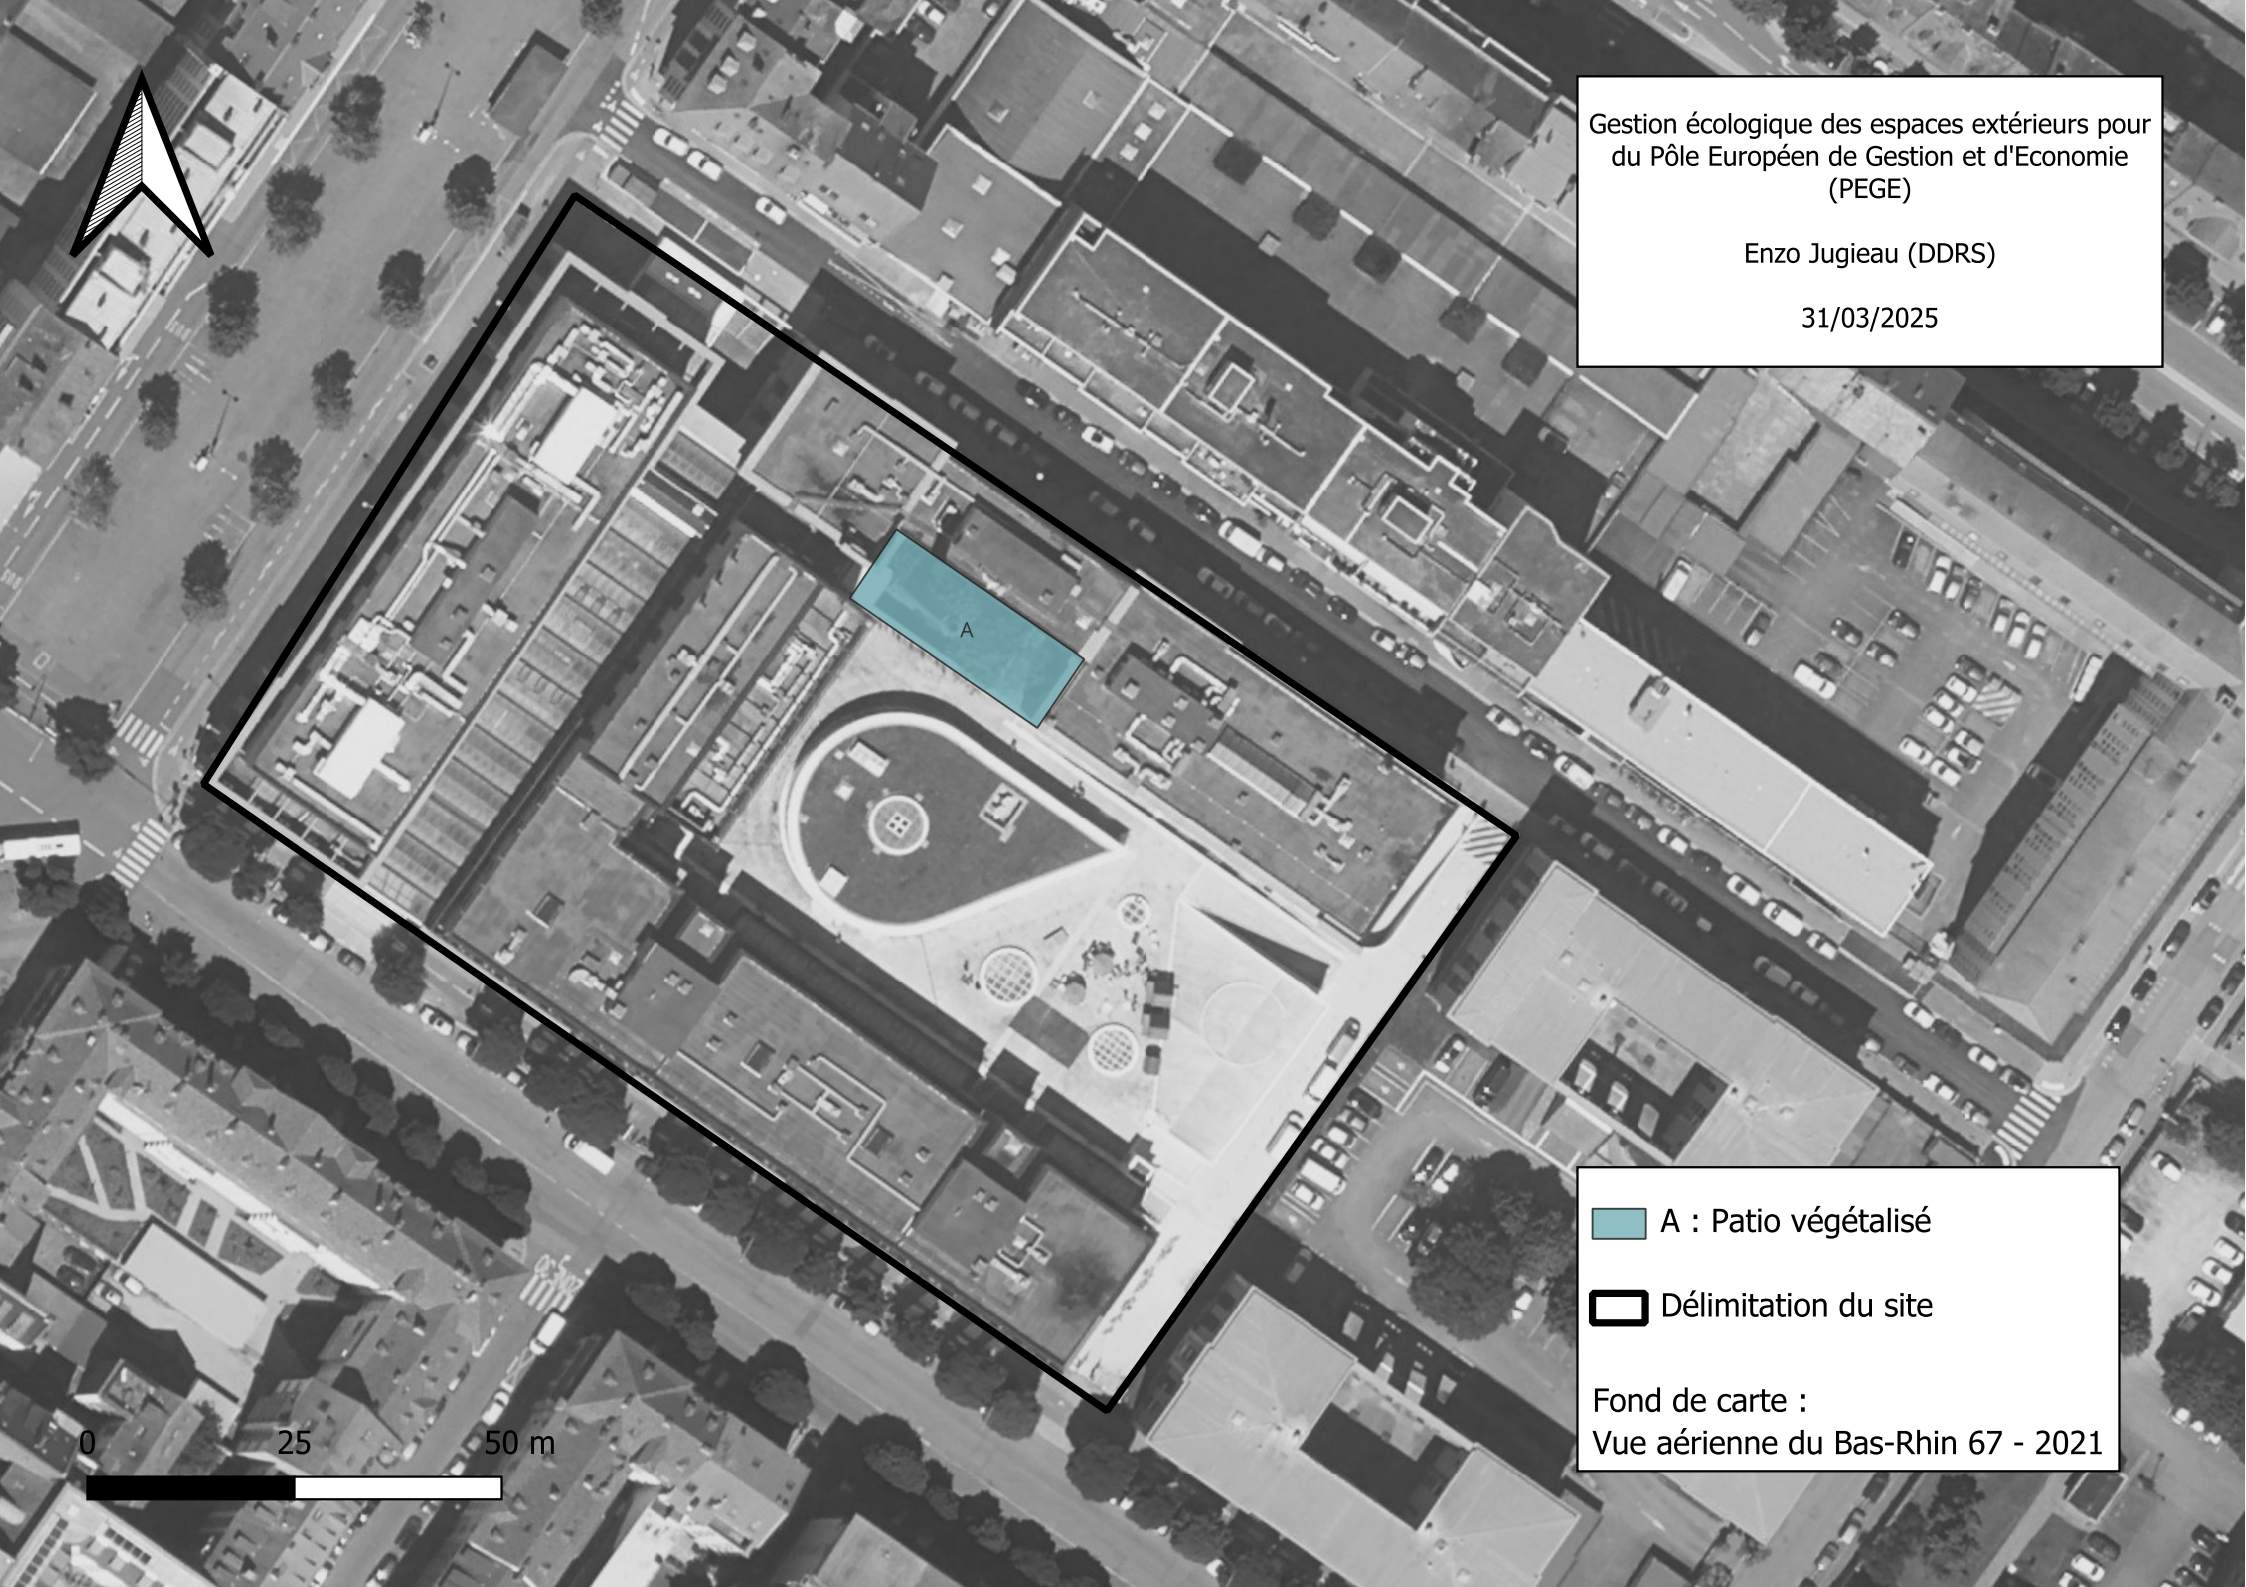 Gestion écologique des espaces extérieurs pour
du Pôle Européen de Gestion et d'Economie
(PEGE)
Enzo Jugieau (DDRS)
31/03/2025
A
A : Patio végétalisé
Délimitation du site
Fond de carte :
Vue aérienne du Bas-Rhin 67 - 2021
0 25 50 m